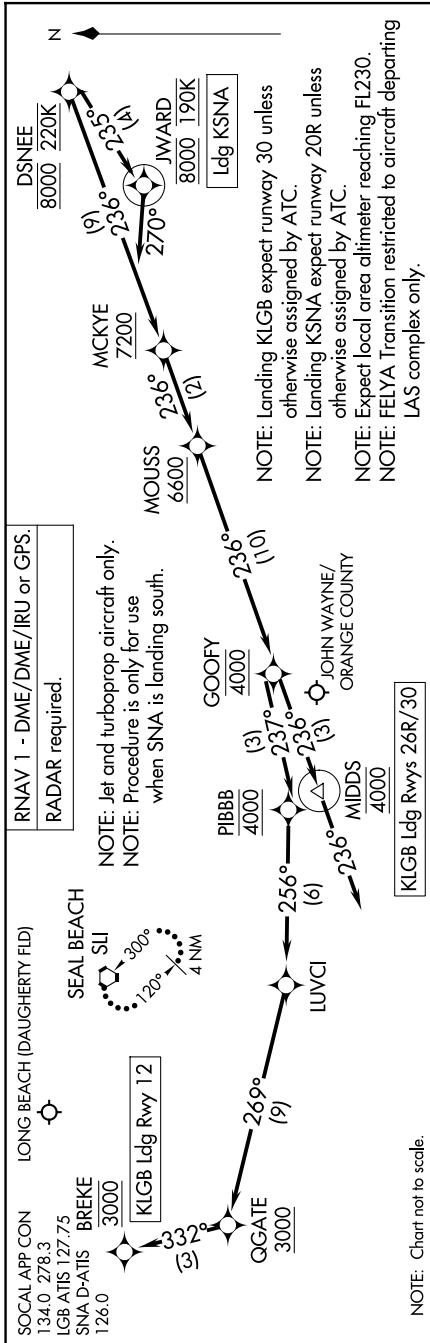 SOCAL APP CON
134.0 278.3
LGB ATIS 127.75
SNA D-ATIS
126.0
LONG BEACH (DAUGHERTY FLD)
RNAV 1 - DME/DME/IRU or GPS.
RADAR required.
NOTE: Jet and turboprop aircraft only.
NOTE: Procedure is only for use
when SNA is landing south.
SEAL BEACH
SLI
300°
120°
4 NM
N
DSNEE
8000 220K
235°
(4)
JWARD
8000 190K
Ldg KSNA
270°
(9)
236°
MCKYE
7200
236°
(2)
MOUSS
6600
236°
(10)
GOOFY
4000
(3)
237°
236°
(3)
JOHN WAYNE/
ORANGE COUNTY
PIBBB
4000
MIDDS
4000
236°
KLGB Ldg Rwys 26R/30
256°
(6)
LUVCI
269°
(9)
QGATE
3000
332°
(3)
BREKE
3000
KLGB Ldg Rwy 12
NOTE: Landing KLGB expect runway 30 unless
otherwise assigned by ATC.
NOTE: Landing KSNA expect runway 20R unless
otherwise assigned by ATC.
NOTE: Expect local area altimeter reaching FL230.
NOTE: FELYA Transition restricted to aircraft departing
LAS complex only.
NOTE: Chart not to scale.